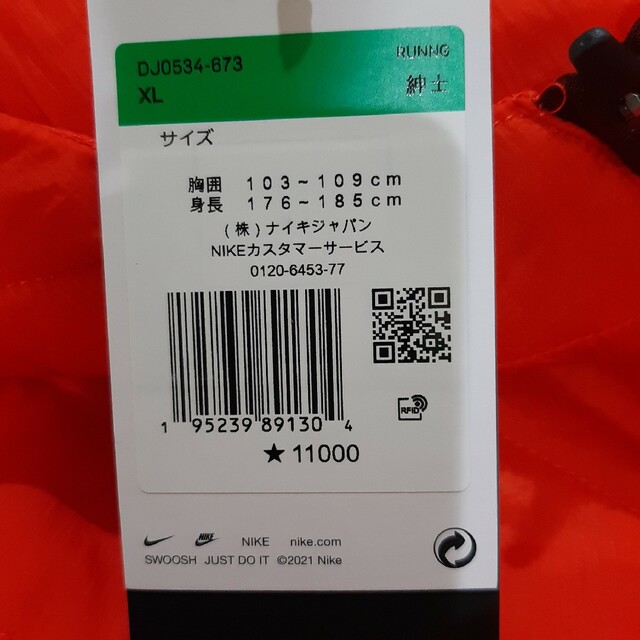 DJ0534-673 RUNNG
XL 紳士
サイズ
胸囲 103~109cm
身長 176~185cm
(株)ナイキジャパン
NIKEカスタマーサービス
0120-6453-77
RFID
1 95239 89130 4
★11000
NIKE NIKE nike.com
SWOOSH JUST DO IT ©2021 Nike